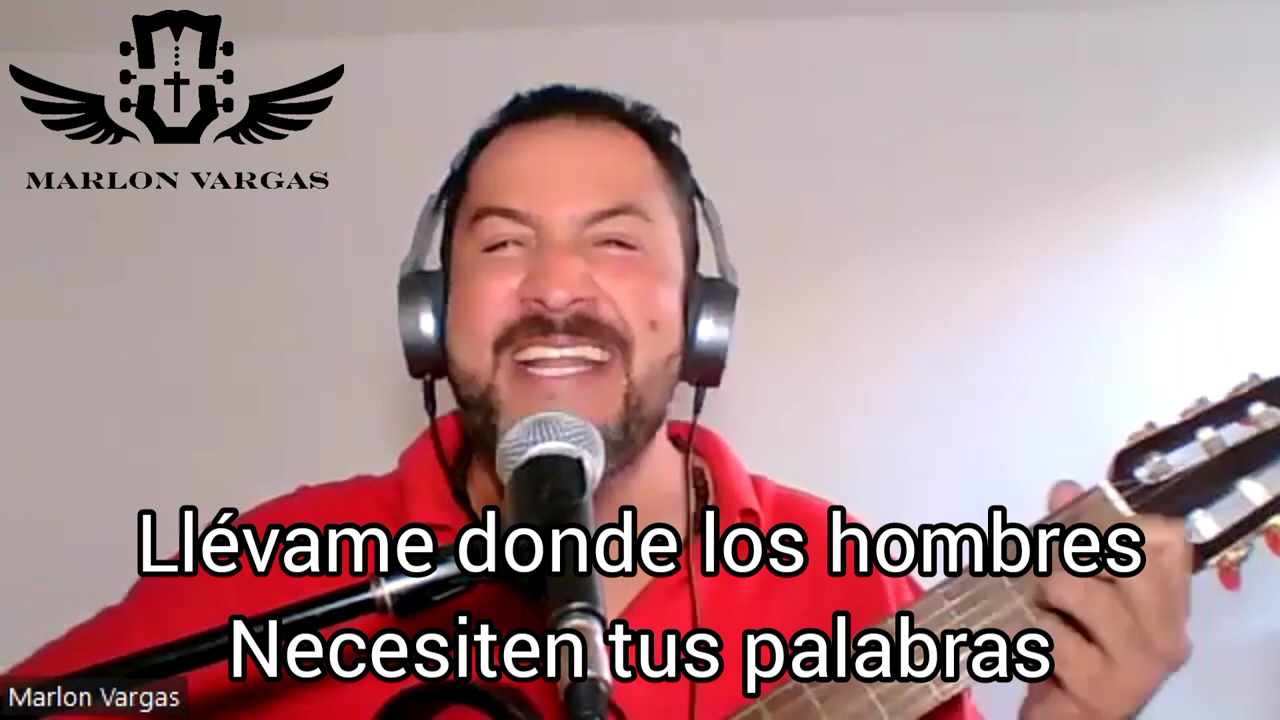 MARLON VARGAS
Llévame donde los hombres
Necesiten tus palabras
Marlon Vargas